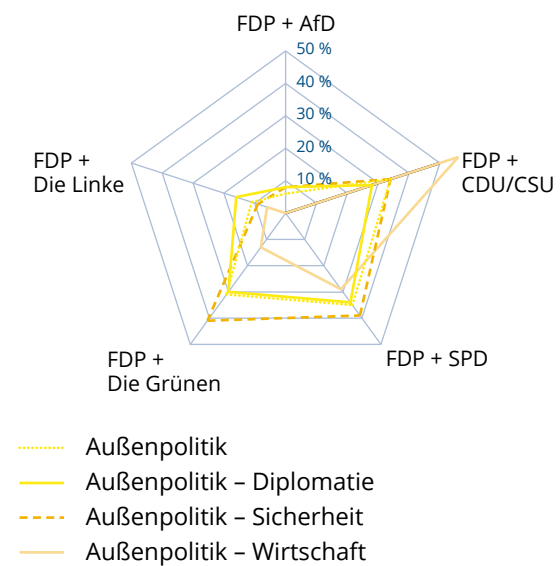 FDP + AfD
50 %
40 %
30 %
20 %
10 %
FDP +
Die Linke
FDP +
CDU/CSU
FDP +
Die Grünen
FDP + SPD
Außenpolitik
Außenpolitik – Diplomatie
Außenpolitik – Sicherheit
Außenpolitik – Wirtschaft